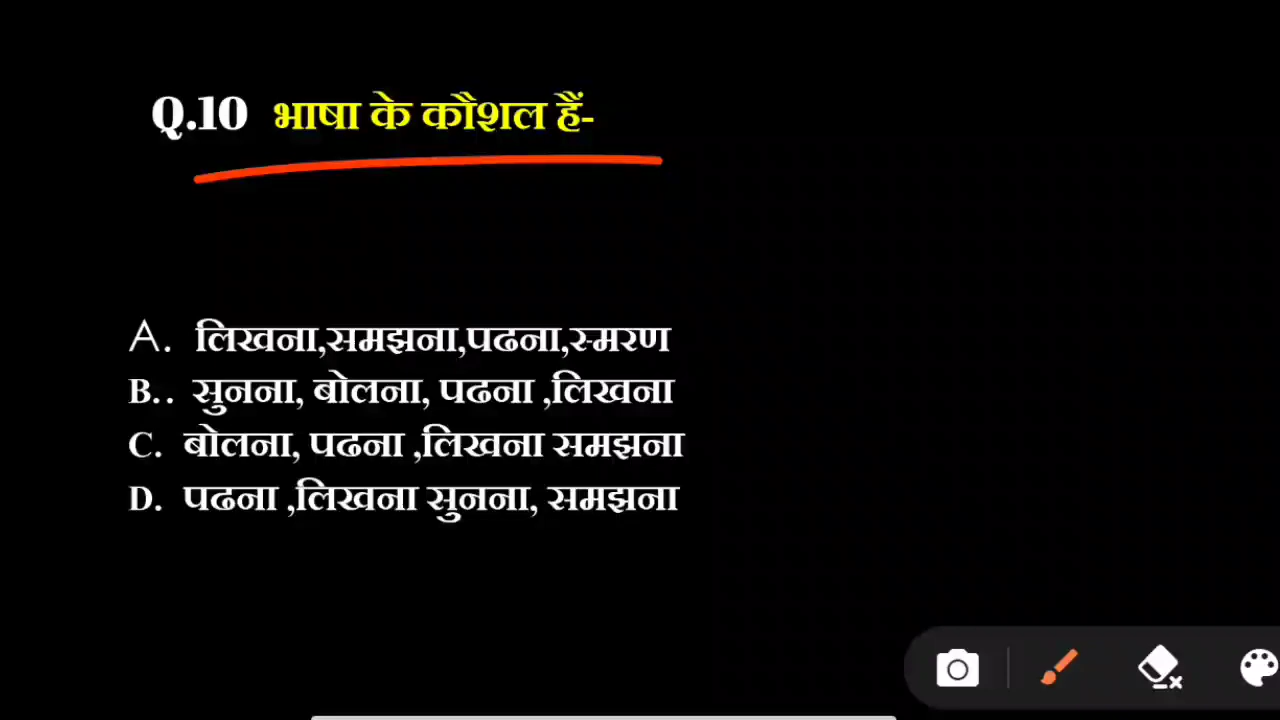 Q.10 भाषा के कौशल हैं-
A. लिखना,समझना,पढना,स्मरण
B.. सुनना, बोलना, पढना ,लिखना
C. बोलना, पढना ,लिखना समझना
D. पढना ,लिखना सुनना, समझना